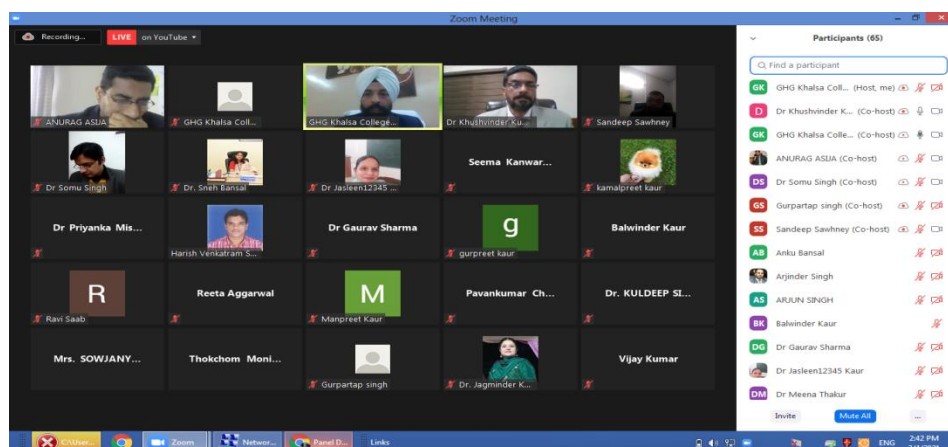 Zoom Meeting
Recording...
LIVE on YouTube
ANURAG ASIJA
GHG Khalsa Coll...
GHG Khalsa College...
Dr Khushvinder Ku...
Sandeep Sawhney
Dr Somu Singh
Dr. Sneh Bansal
Dr Jasleen12345 ...
Seema Kanwar...
kamalpreet kaur
Dr Priyanka Mis...
Harish Venkatram S...
Dr Gaurav Sharma
g
gurpreet kaur
Balwinder Kaur
R
Ravi Saab
Reeta Aggarwal
M
Manpreet Kaur
Pavankumar Ch...
Dr. KULDEEP SI...
Mrs. SOWJANY...
Thokchom Moni...
Gurpartap singh
Dr. Jagminder K...
Vijay Kumar
Participants (65)
Find a participant
GK GHG Khalsa Coll... (Host, me)
D Dr Khushvinder K... (Co-host)
GK GHG Khalsa Colle... (Co-host)
ANURAG ASIJA (Co-host)
DS Dr Somu Singh (Co-host)
GS Gurpartap singh (Co-host)
SS Sandeep Sawhney (Co-host)
AB Anku Bansal
Arjinder Singh
AS ARJUN SINGH
BK Balwinder Kaur
DG Dr Gaurav Sharma
Dr Jasleen12345 Kaur
DM Dr Meena Thakur
Invite
Mute All
...
C:\User...
Zoom
Networ...
Panel D...
Links
ENG
2:42 PM